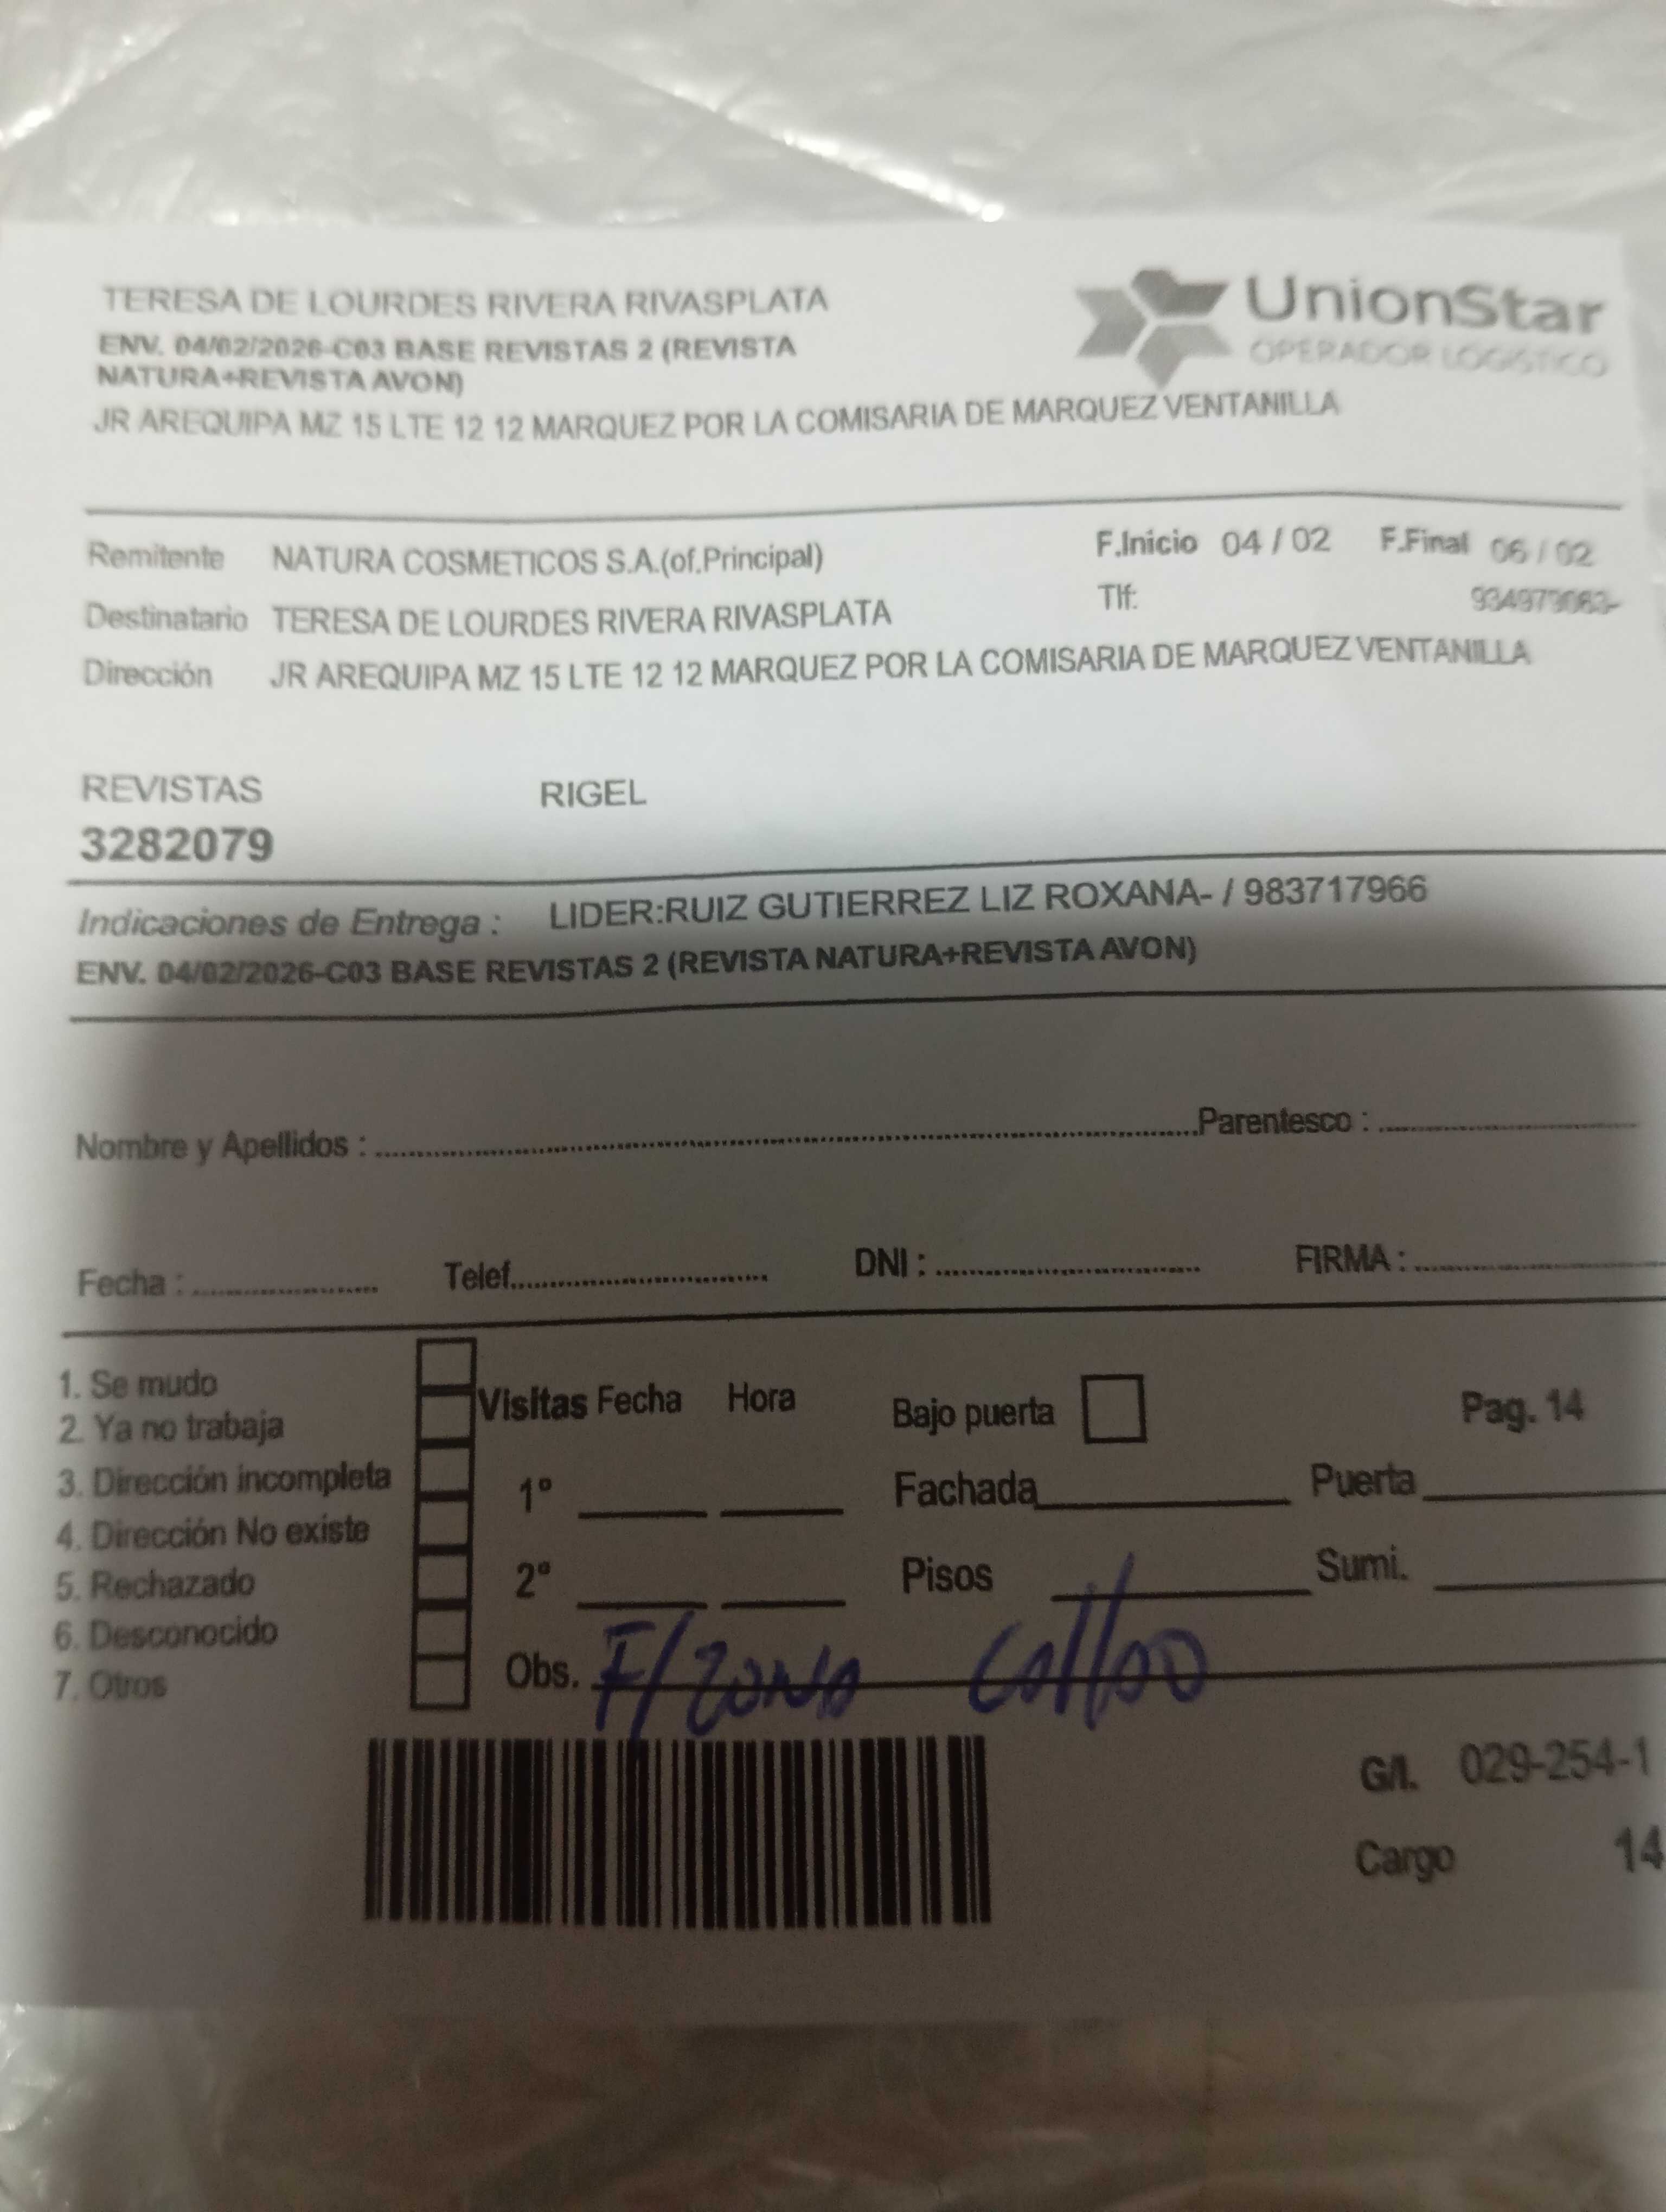 TERESA DE LOURDES RIVERA RIVASPLATA
ENV. 04/02/2026-C03 BASE REVISTAS 2 (REVISTA
NATURA+REVISTA AVON)
JR AREQUIPA MZ 15 LTE 12 12 MARQUEZ POR LA COMISARIA DE MARQUEZ VENTANILLA
UnionStar
OPERADOR LOGISTICO
Remitente NATURA COSMETICOS S.A.(of.Principal) F.Inicio 04 / 02 F.Final 06 / 02
Destinatario TERESA DE LOURDES RIVERA RIVASPLATA Tlf:
Dirección JR AREQUIPA MZ 15 LTE 12 12 MARQUEZ POR LA COMISARIA DE MARQUEZ VENTANILLA
REVISTAS RIGEL
3282079
Indicaciones de Entrega : LIDER:RUIZ GUTIERREZ LIZ ROXANA- / 983717966
ENV. 04/02/2026-C03 BASE REVISTAS 2 (REVISTA NATURA+REVISTA AVON)
Nombre y Apellidos : Parentesco :
Fecha : Telef. DNI : FIRMA :
1. Se mudo
2. Ya no trabaja
3. Dirección incompleta
4. Dirección No existe
5. Rechazado
6. Desconocido
7. Otros
Visitas Fecha Hora
1º
2º
Bajo puerta Pag. 14
Fachada Puerta
Pisos Sumi.
Obs. F/ZONA Callao
G/I. 029-254-1
Cargo 14